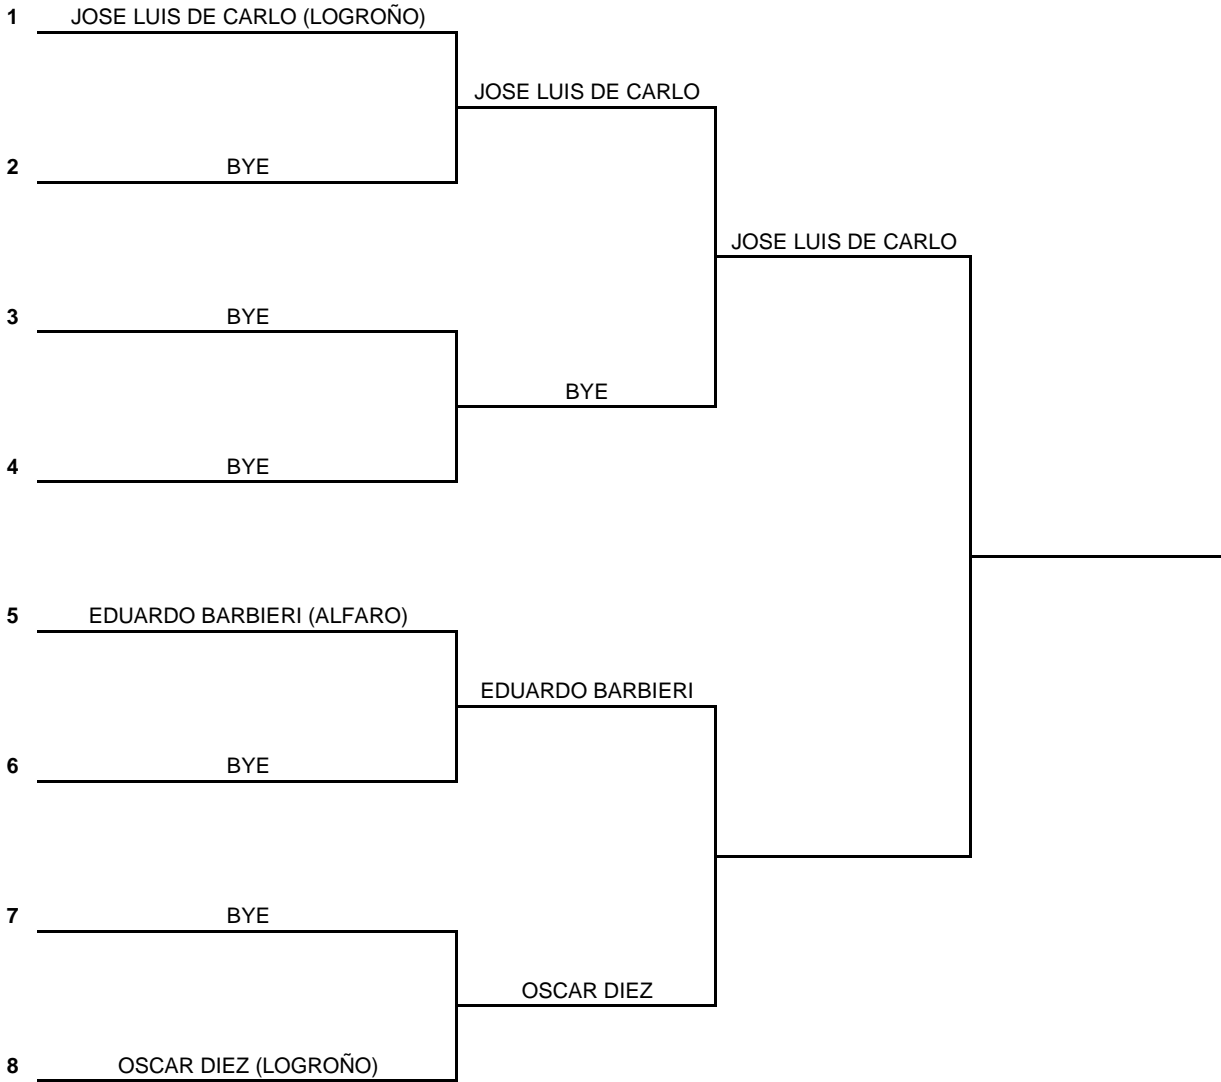 1 JOSE LUIS DE CARLO (LOGROÑO)
JOSE LUIS DE CARLO
2 BYE
JOSE LUIS DE CARLO
3 BYE
BYE
4 BYE
5 EDUARDO BARBIERI (ALFARO)
EDUARDO BARBIERI
6 BYE
7 BYE
OSCAR DIEZ
8 OSCAR DIEZ (LOGROÑO)